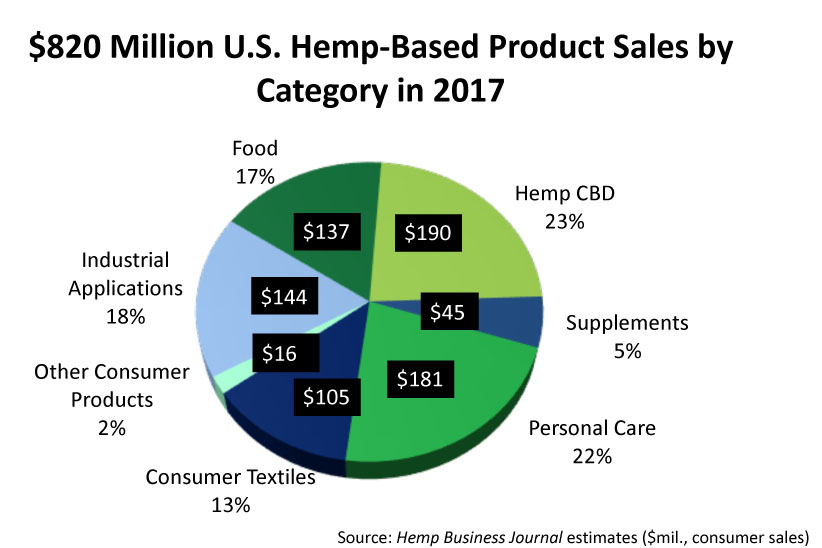 $820 Million U.S. Hemp-Based Product Sales by
Category in 2017
Food
17%
$137
Hemp CBD
23%
$190
Supplements
5%
$45
Personal Care
22%
$181
Consumer Textiles
13%
$105
Other Consumer
Products
2%
$16
Industrial
Applications
18%
$144
Source: Hemp Business Journal estimates ($mil., consumer sales)